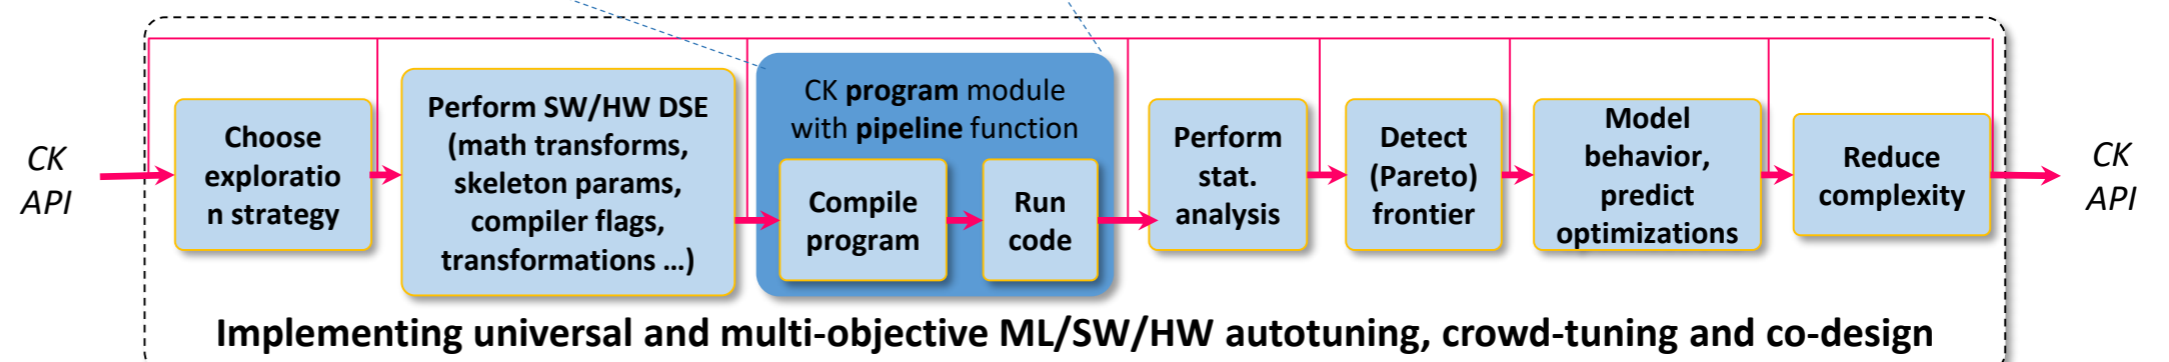 CK
API
Choose
exploratio
n strategy
Perform SW/HW DSE
(math transforms,
skeleton params,
compiler flags,
transformations ...)
CK program module
with pipeline function
Compile
program
Run
code
Perform
stat.
analysis
Detect
(Pareto)
frontier
Model
behavior,
predict
optimizations
Reduce
complexity
CK
API
Implementing universal and multi-objective ML/SW/HW autotuning, crowd-tuning and co-design